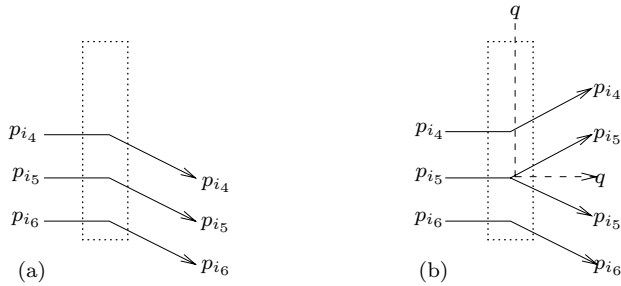 q
p_{i_4}
p_{i_4} p_{i_5}
p_{i_4}
p_{i_5} p_{i_4} p_{i_5} q
p_{i_6} p_{i_5} p_{i_6} p_{i_5}
(a) p_{i_6} (b) p_{i_6}